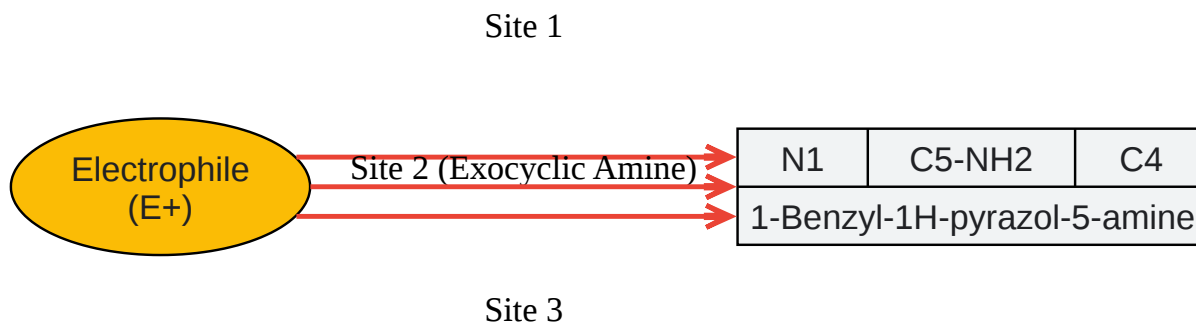 Site 1
Electrophile
(E+)
Site 2 (Exocyclic Amine)
N1
C5-NH2
C4
1-Benzyl-1H-pyrazol-5-amine
Site 3